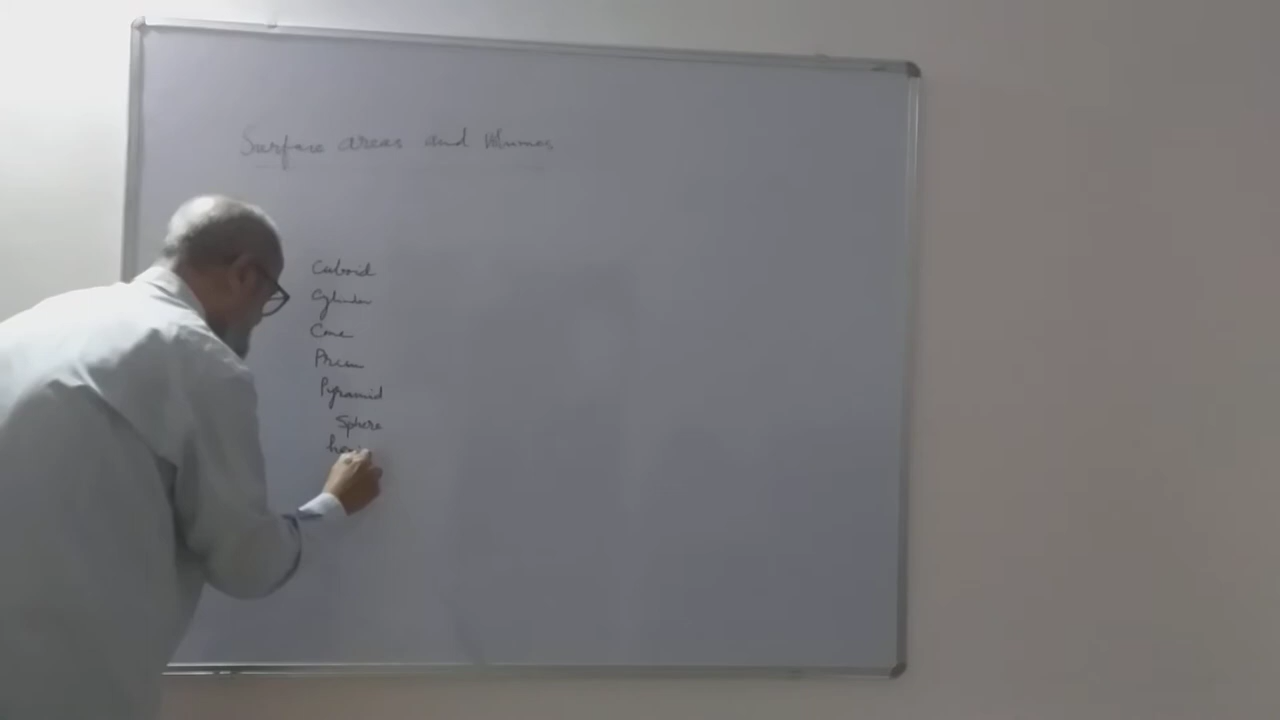 Surface areas and Volumes
Cuboid
Cylinder
Cone
Prism
Pyramid
Sphere